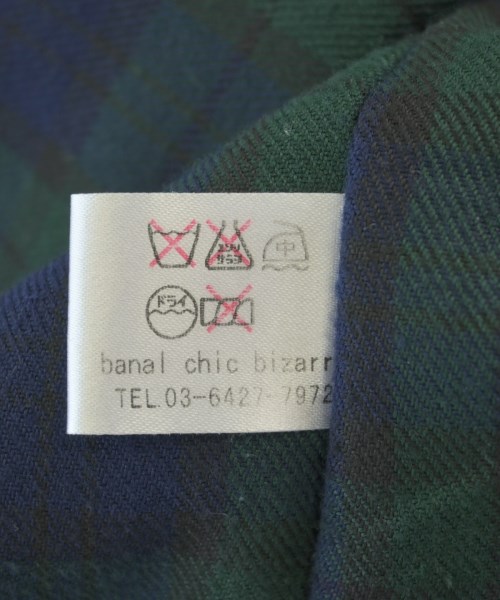 エンソ サラシ 中
ドライ
banal chic bizarr
TEL.03-6427-7972